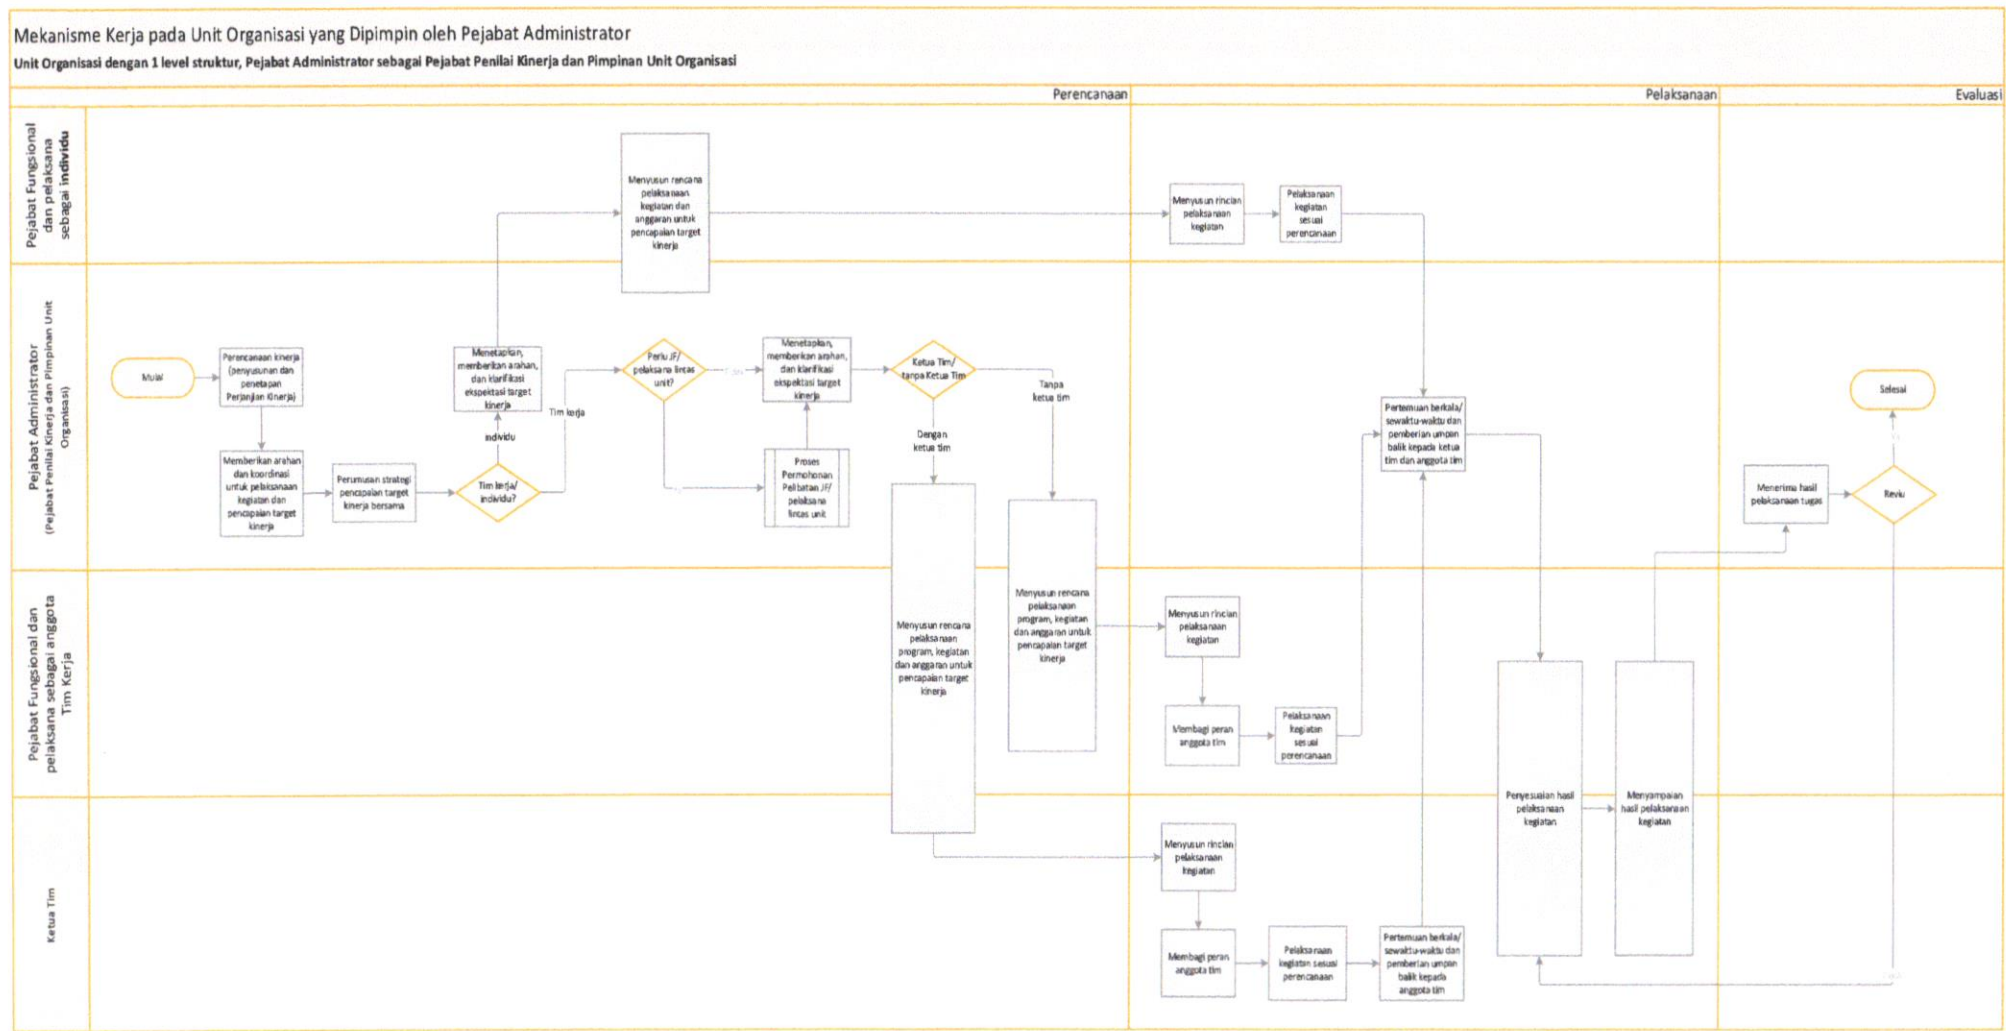 Mekanisme Kerja pada Unit Organisasi yang Dipimpin oleh Pejabat Administrator
Unit Organisasi dengan 1 level struktur, Pejabat Administrator sebagai Pejabat Penilai Kinerja dan Pimpinan Unit Organisasi
Perencanaan
Pelaksanaan
Evaluasi
Pejabat Fungsional
dan pelaksana
sebagai individu
Menyusun rencana
pelaksanaan
kegiatan dan
anggaran untuk
pencapaian target
kinerja
Menyusun rincian
pelaksanaan
kegiatan
Pelaksanaan
kegiatan
sesuai
perencanaan
Pejabat Administrator
(Pejabat Penilai Kinerja dan Pimpinan Unit
Organisasi)
Mulai
Perencanaan kinerja
(penyusunan dan
penetapan
Perjanjian Kinerja)
Memberikan arahan
dan koordinasi
untuk pelaksanaan
kegiatan dan
pencapaian target
kinerja
Perumusan strategi
pencapaian target
kinerja bersama
Menetapkan,
memberikan arahan,
dan klarifikasi
ekspektasi target
kinerja
individu
Tim kerja/
individu?
Tim kerja
Perlu JF/
pelaksana lintas
unit?
Menetapkan,
memberikan arahan,
dan klarifikasi
ekspektasi target
kinerja
Proses
Permohonan
Pelibatan JF/
pelaksana
lintas unit
Ketua Tim/
tanpa Ketua Tim
Dengan
ketua tim
Tanpa
ketua tim
Pertemuan berkala/
sewaktu-waktu dan
pemberian umpan
balik kepada ketua
tim dan anggota tim
Menerima hasil
pelaksanaan tugas
Selesai
Reviu
Pejabat Fungsional dan
pelaksana sebagai anggota
Tim Kerja
Menyusun rencana
pelaksanaan
program, kegiatan
dan anggaran untuk
pencapaian target
kinerja
Menyusun rencana
pelaksanaan
program, kegiatan
dan anggaran untuk
pencapaian target
kinerja
Menyusun rincian
pelaksanaan
kegiatan
Membagi peran
anggota tim
Pelaksanaan
kegiatan
sesuai
perencanaan
Penyesuaian hasil
pelaksanaan
kegiatan
Menyampaian
hasil pelaksanaan
kegiatan
Ketua Tim
Menyusun rincian
pelaksanaan
kegiatan
Membagi peran
anggota tim
Pelaksanaan
kegiatan sesuai
perencanaan
Pertemuan berkala/
sewaktu-waktu dan
pemberian umpan
balik kepada
anggota tim